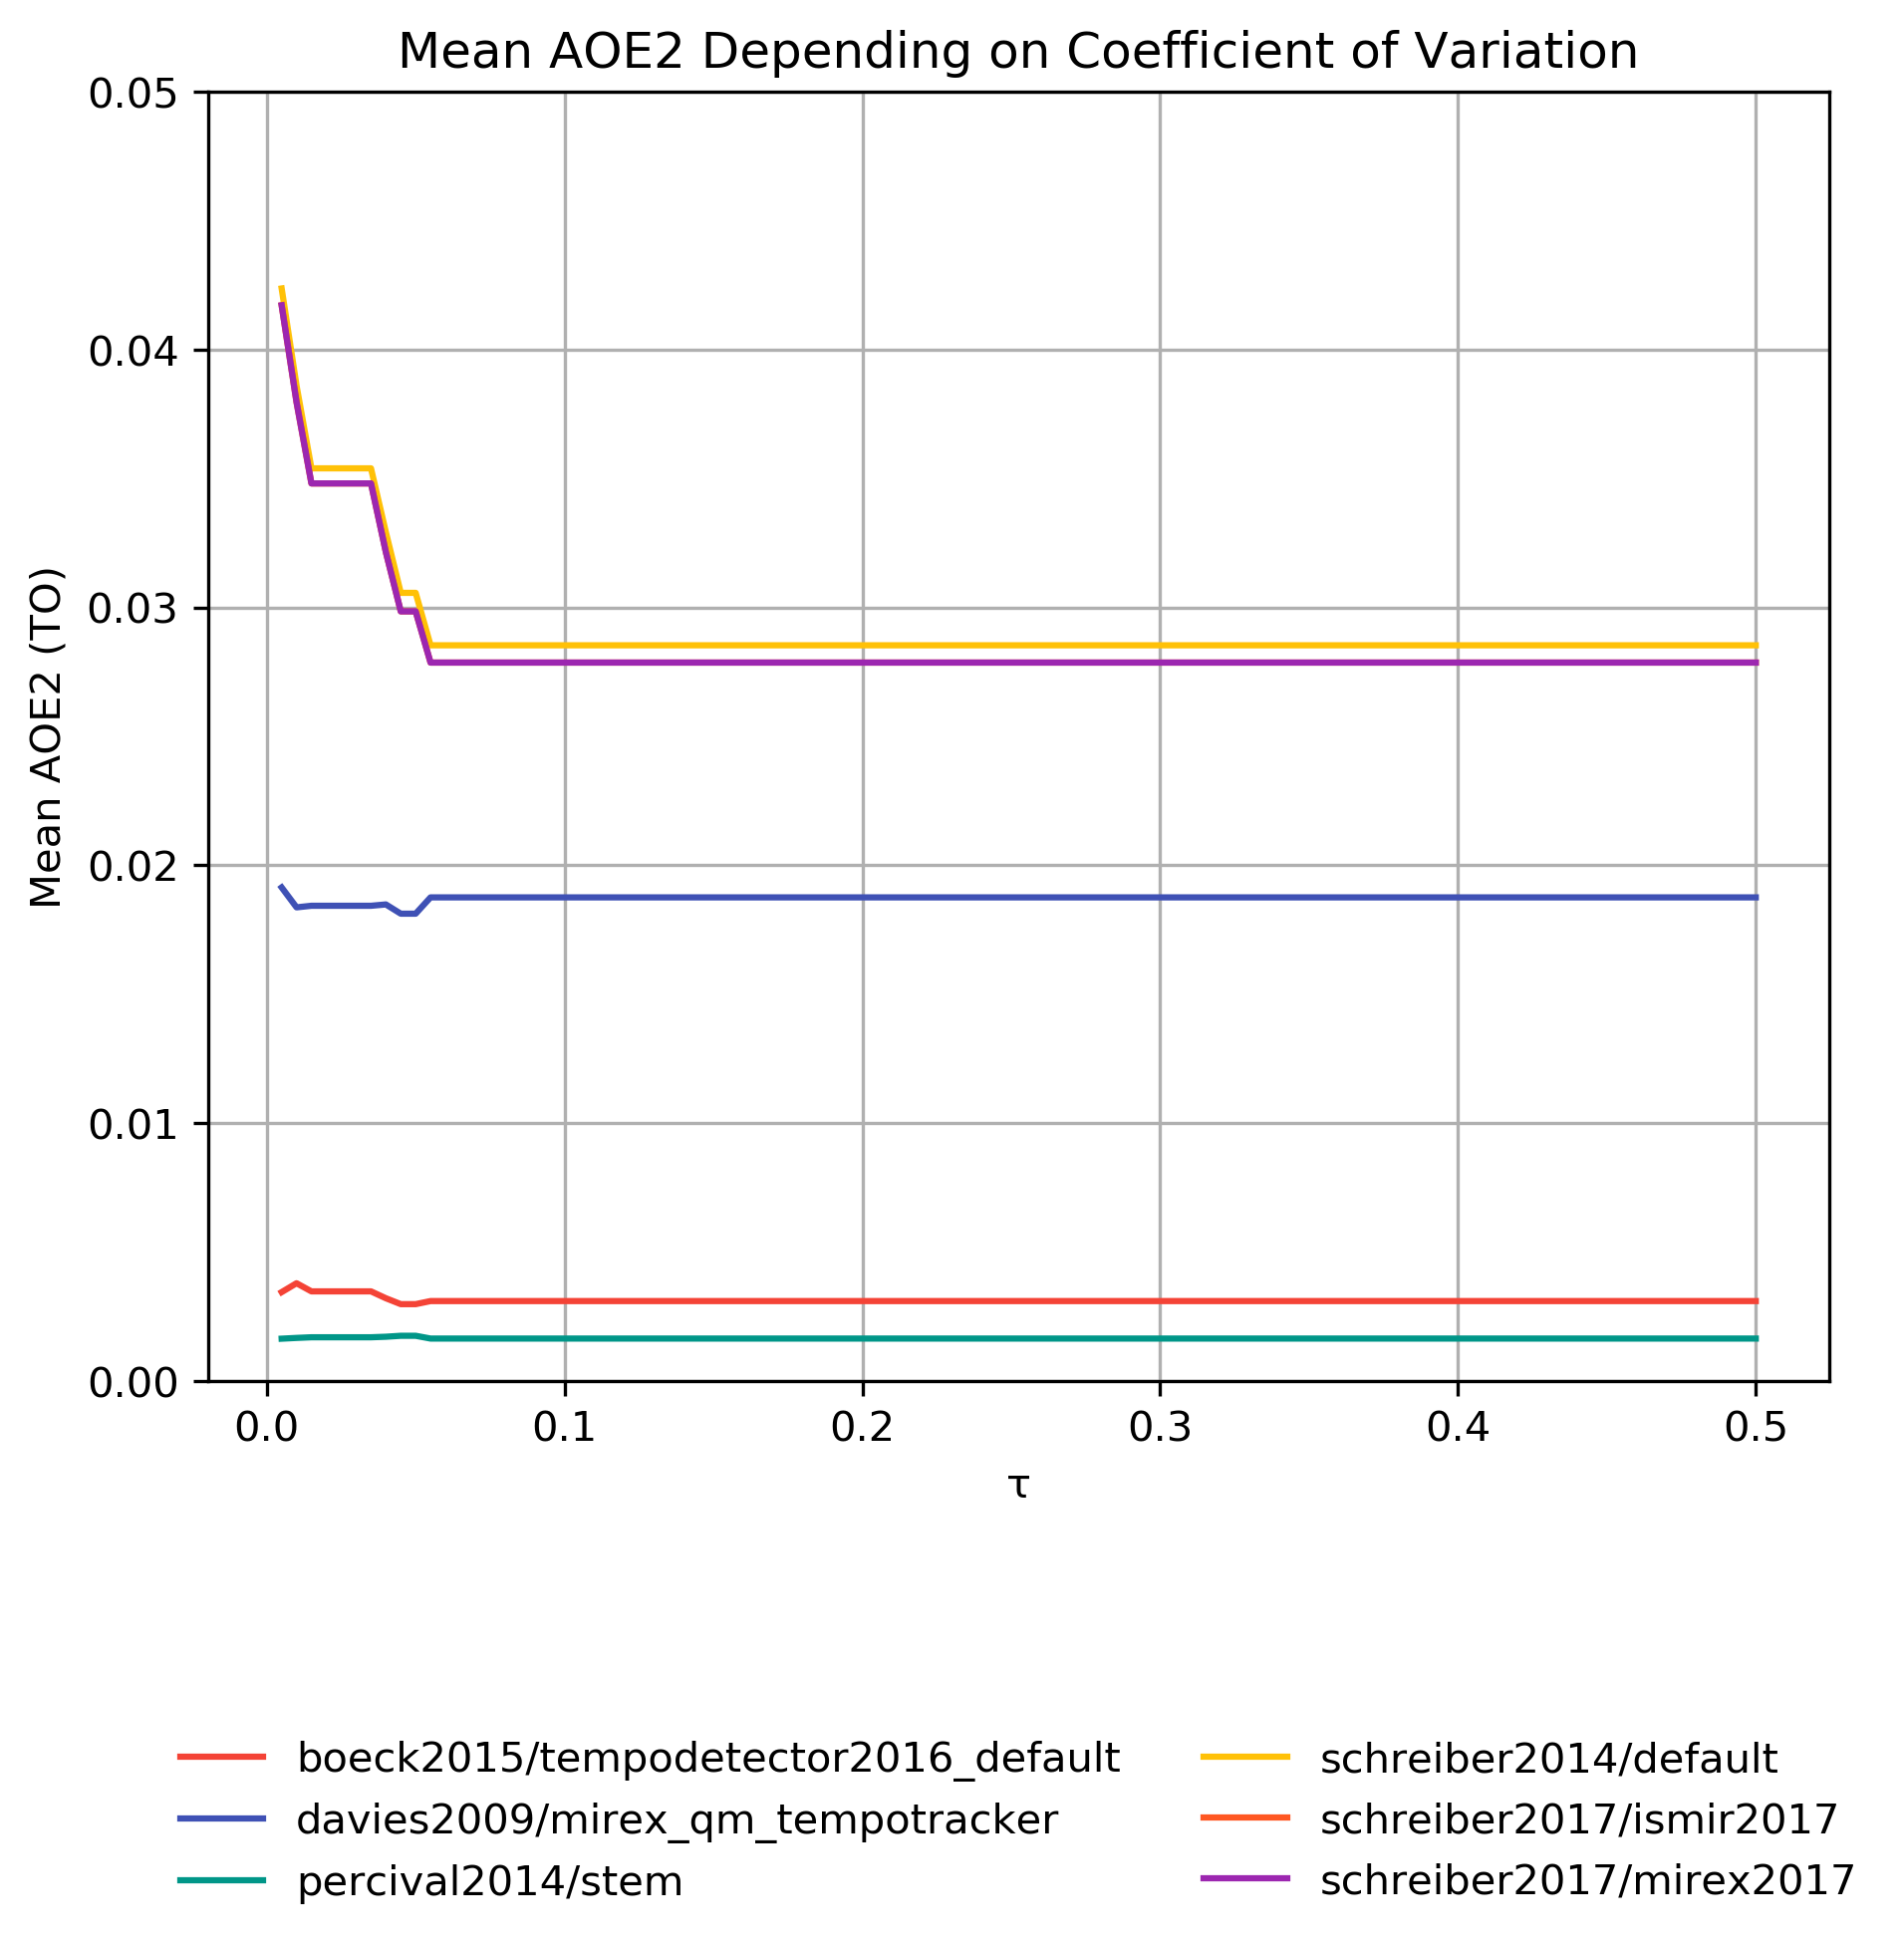 Mean AOE2 Depending on Coefficient of Variation
0.05
0.04
0.03
0.02
0.01
0.00
Mean AOE2 (TO)
0.0 0.1 0.2 0.3 0.4 0.5
τ
boeck2015/tempodetector2016_default
davies2009/mirex_qm_tempotracker
percival2014/stem
schreiber2014/default
schreiber2017/ismir2017
schreiber2017/mirex2017